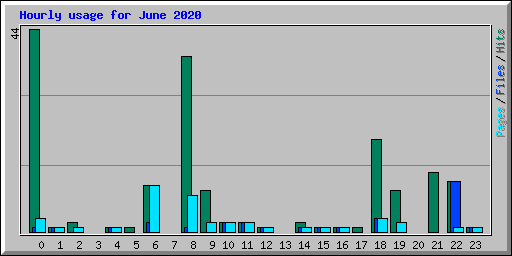 Hourly usage for June 2020
44
Pages/Files/Hits
0 1 2 3 4 5 6 7 8 9 10 11 12 13 14 15 16 17 18 19 20 21 22 23